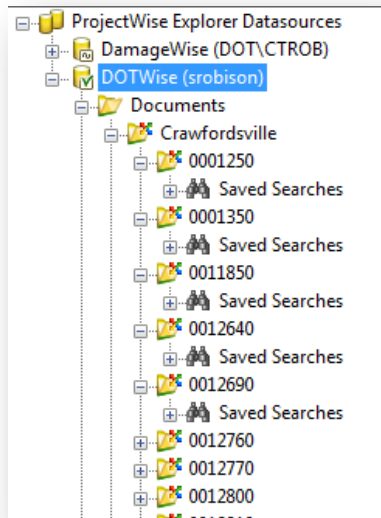 ProjectWise Explorer Datasources
DamageWise (DOT\CTROB)
DOTWise (srobison)
Documents
Crawfordsville
0001250
Saved Searches
0001350
Saved Searches
0011850
Saved Searches
0012640
Saved Searches
0012690
Saved Searches
0012760
0012770
0012800